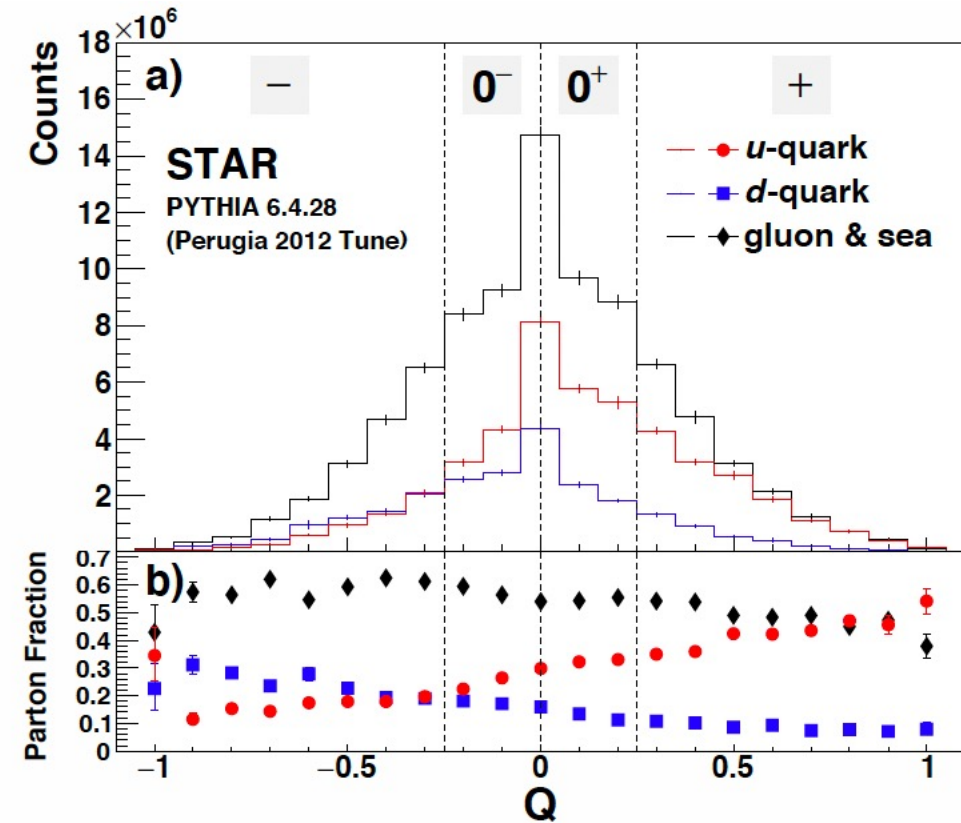 ×10⁶
18
16
14
12
10
8
6
4
2
Counts
a)
− 0⁻ 0⁺ +
STAR
PYTHIA 6.4.28
(Perugia 2012 Tune)
u-quark
d-quark
gluon & sea
b)
Parton Fraction
0.7
0.6
0.5
0.4
0.3
0.2
0.1
0
−1 −0.5 0 0.5 1
Q